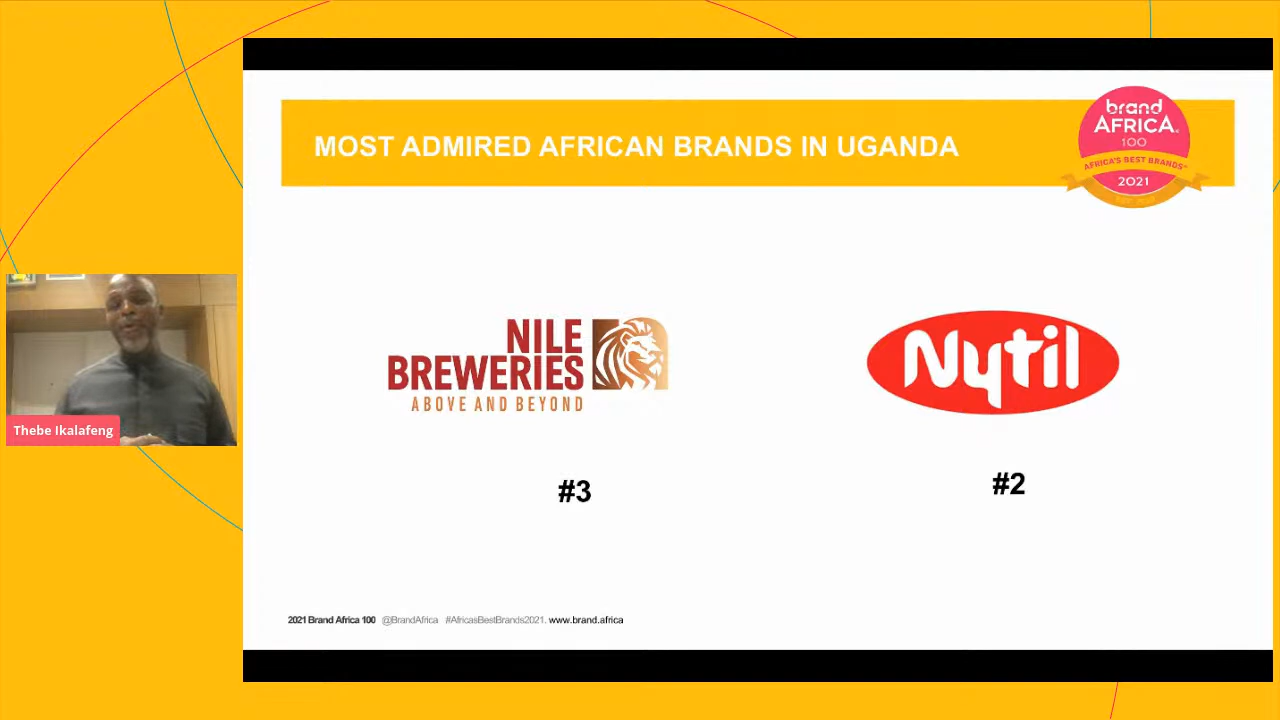 MOST ADMIRED AFRICAN BRANDS IN UGANDA
brand
AFRICA
100
AFRICA'S BEST BRANDS™
2021
NILE
BREWERIES
ABOVE AND BEYOND
Nytil
#3
#2
Thebe Ikalafeng
2021 Brand Africa 100 @BrandAfrica #AfricasBestBrands2021. www.brand.africa